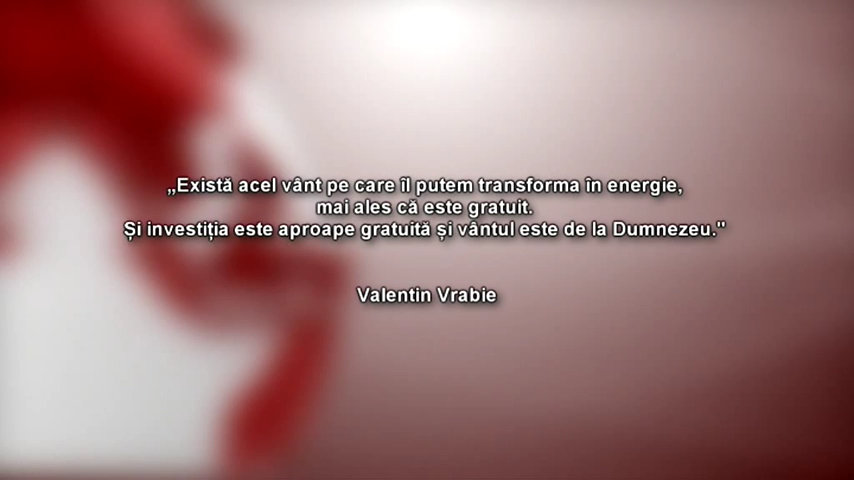 „Există acel vânt pe care îl putem transforma în energie,
mai ales că este gratuit.
Și investiția este aproape gratuită și vântul este de la Dumnezeu."
Valentin Vrabie